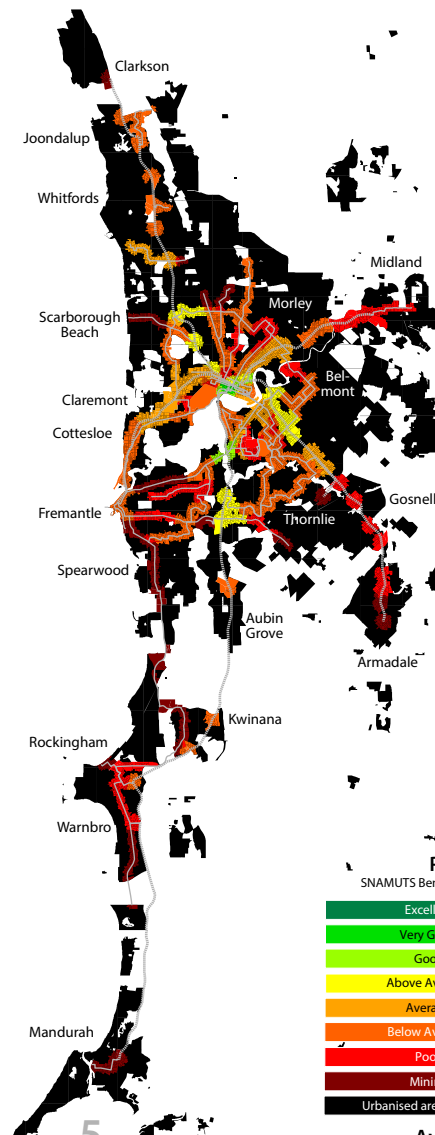 Clarkson
Joondalup
Whitfords
Midland
Morley
Scarborough
Beach
Bel-
mont
Claremont
Cottesloe
Gosnell
Fremantle
Thornlie
Spearwood
Aubin
Grove
Armadale
Kwinana
Rockingham
Warnbro
SNAMUTS Ben
Excell
Very G
Goo
Above Av
Avera
Below Av
Poo
Mandurah
Mini
Urbanised are
5